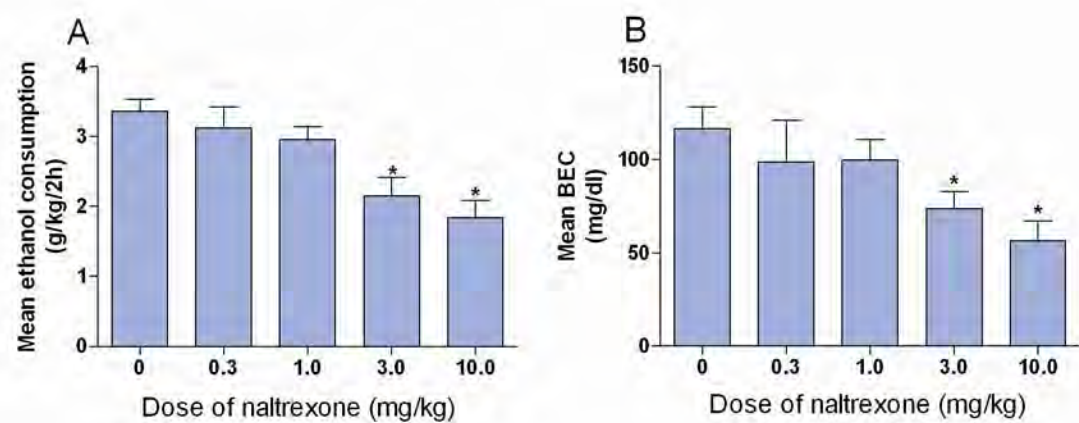 A
Mean ethanol consumption
(g/kg/2h)
4
3
2
1
0
*
*
0 0.3 1.0 3.0 10.0
Dose of naltrexone (mg/kg)
B
Mean BEC
(mg/dl)
150
100
50
0
*
*
0 0.3 1.0 3.0 10.0
Dose of naltrexone (mg/kg)